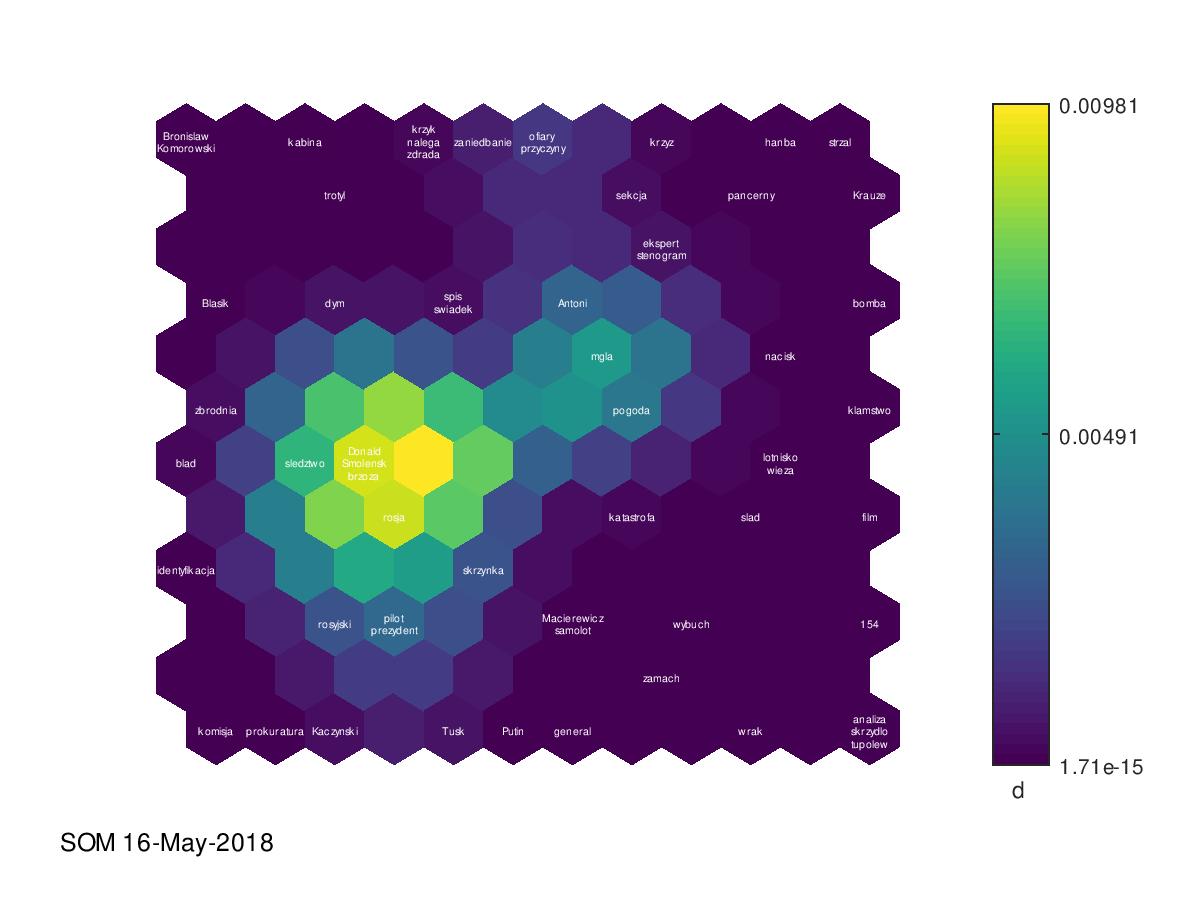 0.00981
Bronislaw
Komorowski
kabina
krzyk
nalega
zdrada
zaniedbanie
ofiary
przyczyny
krzyz
hanba
strzal
trotyl
sekcja
pancerny
Krauze
ekspert
stenogram
Blasik
dym
spis
swiadek
Antoni
bomba
mgla
nacisk
zbrodnia
pogoda
klamstwo
0.00491
blad
sledztwo
Donald
Smolensk
brzoza
lotnisko
wieza
rosja
katastrofa
slad
film
identyfikacja
skrzynka
rosyjski
pilot
prezydent
Macierewicz
samolot
wybuch
154
zamach
komisja
prokuratura
Kaczynski
Tusk
Putin
general
wrak
analiza
skrzydlo
tupolew
1.71e-15
d
SOM 16-May-2018